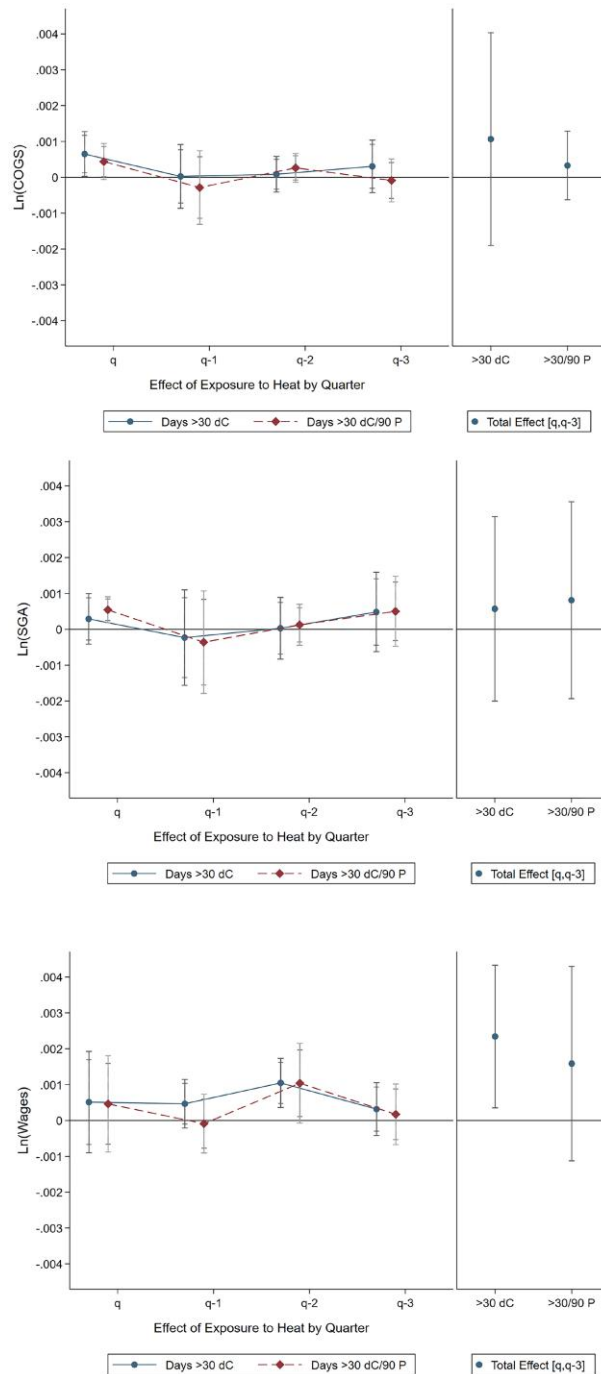 .004
.003
.002
.001
0
-.001
-.002
-.003
-.004
Ln(COGS)
q q-1 q-2 q-3 >30 dC >30/90 P
Effect of Exposure to Heat by Quarter
Days >30 dC Days >30 dC/90 P Total Effect [q,q-3]
.004
.003
.002
.001
0
-.001
-.002
-.003
-.004
Ln(SGA)
q q-1 q-2 q-3 >30 dC >30/90 P
Effect of Exposure to Heat by Quarter
Days >30 dC Days >30 dC/90 P Total Effect [q,q-3]
.004
.003
.002
.001
0
-.001
-.002
-.003
-.004
Ln(Wages)
q q-1 q-2 q-3 >30 dC >30/90 P
Effect of Exposure to Heat by Quarter
Days >30 dC Days >30 dC/90 P Total Effect [q,q-3]